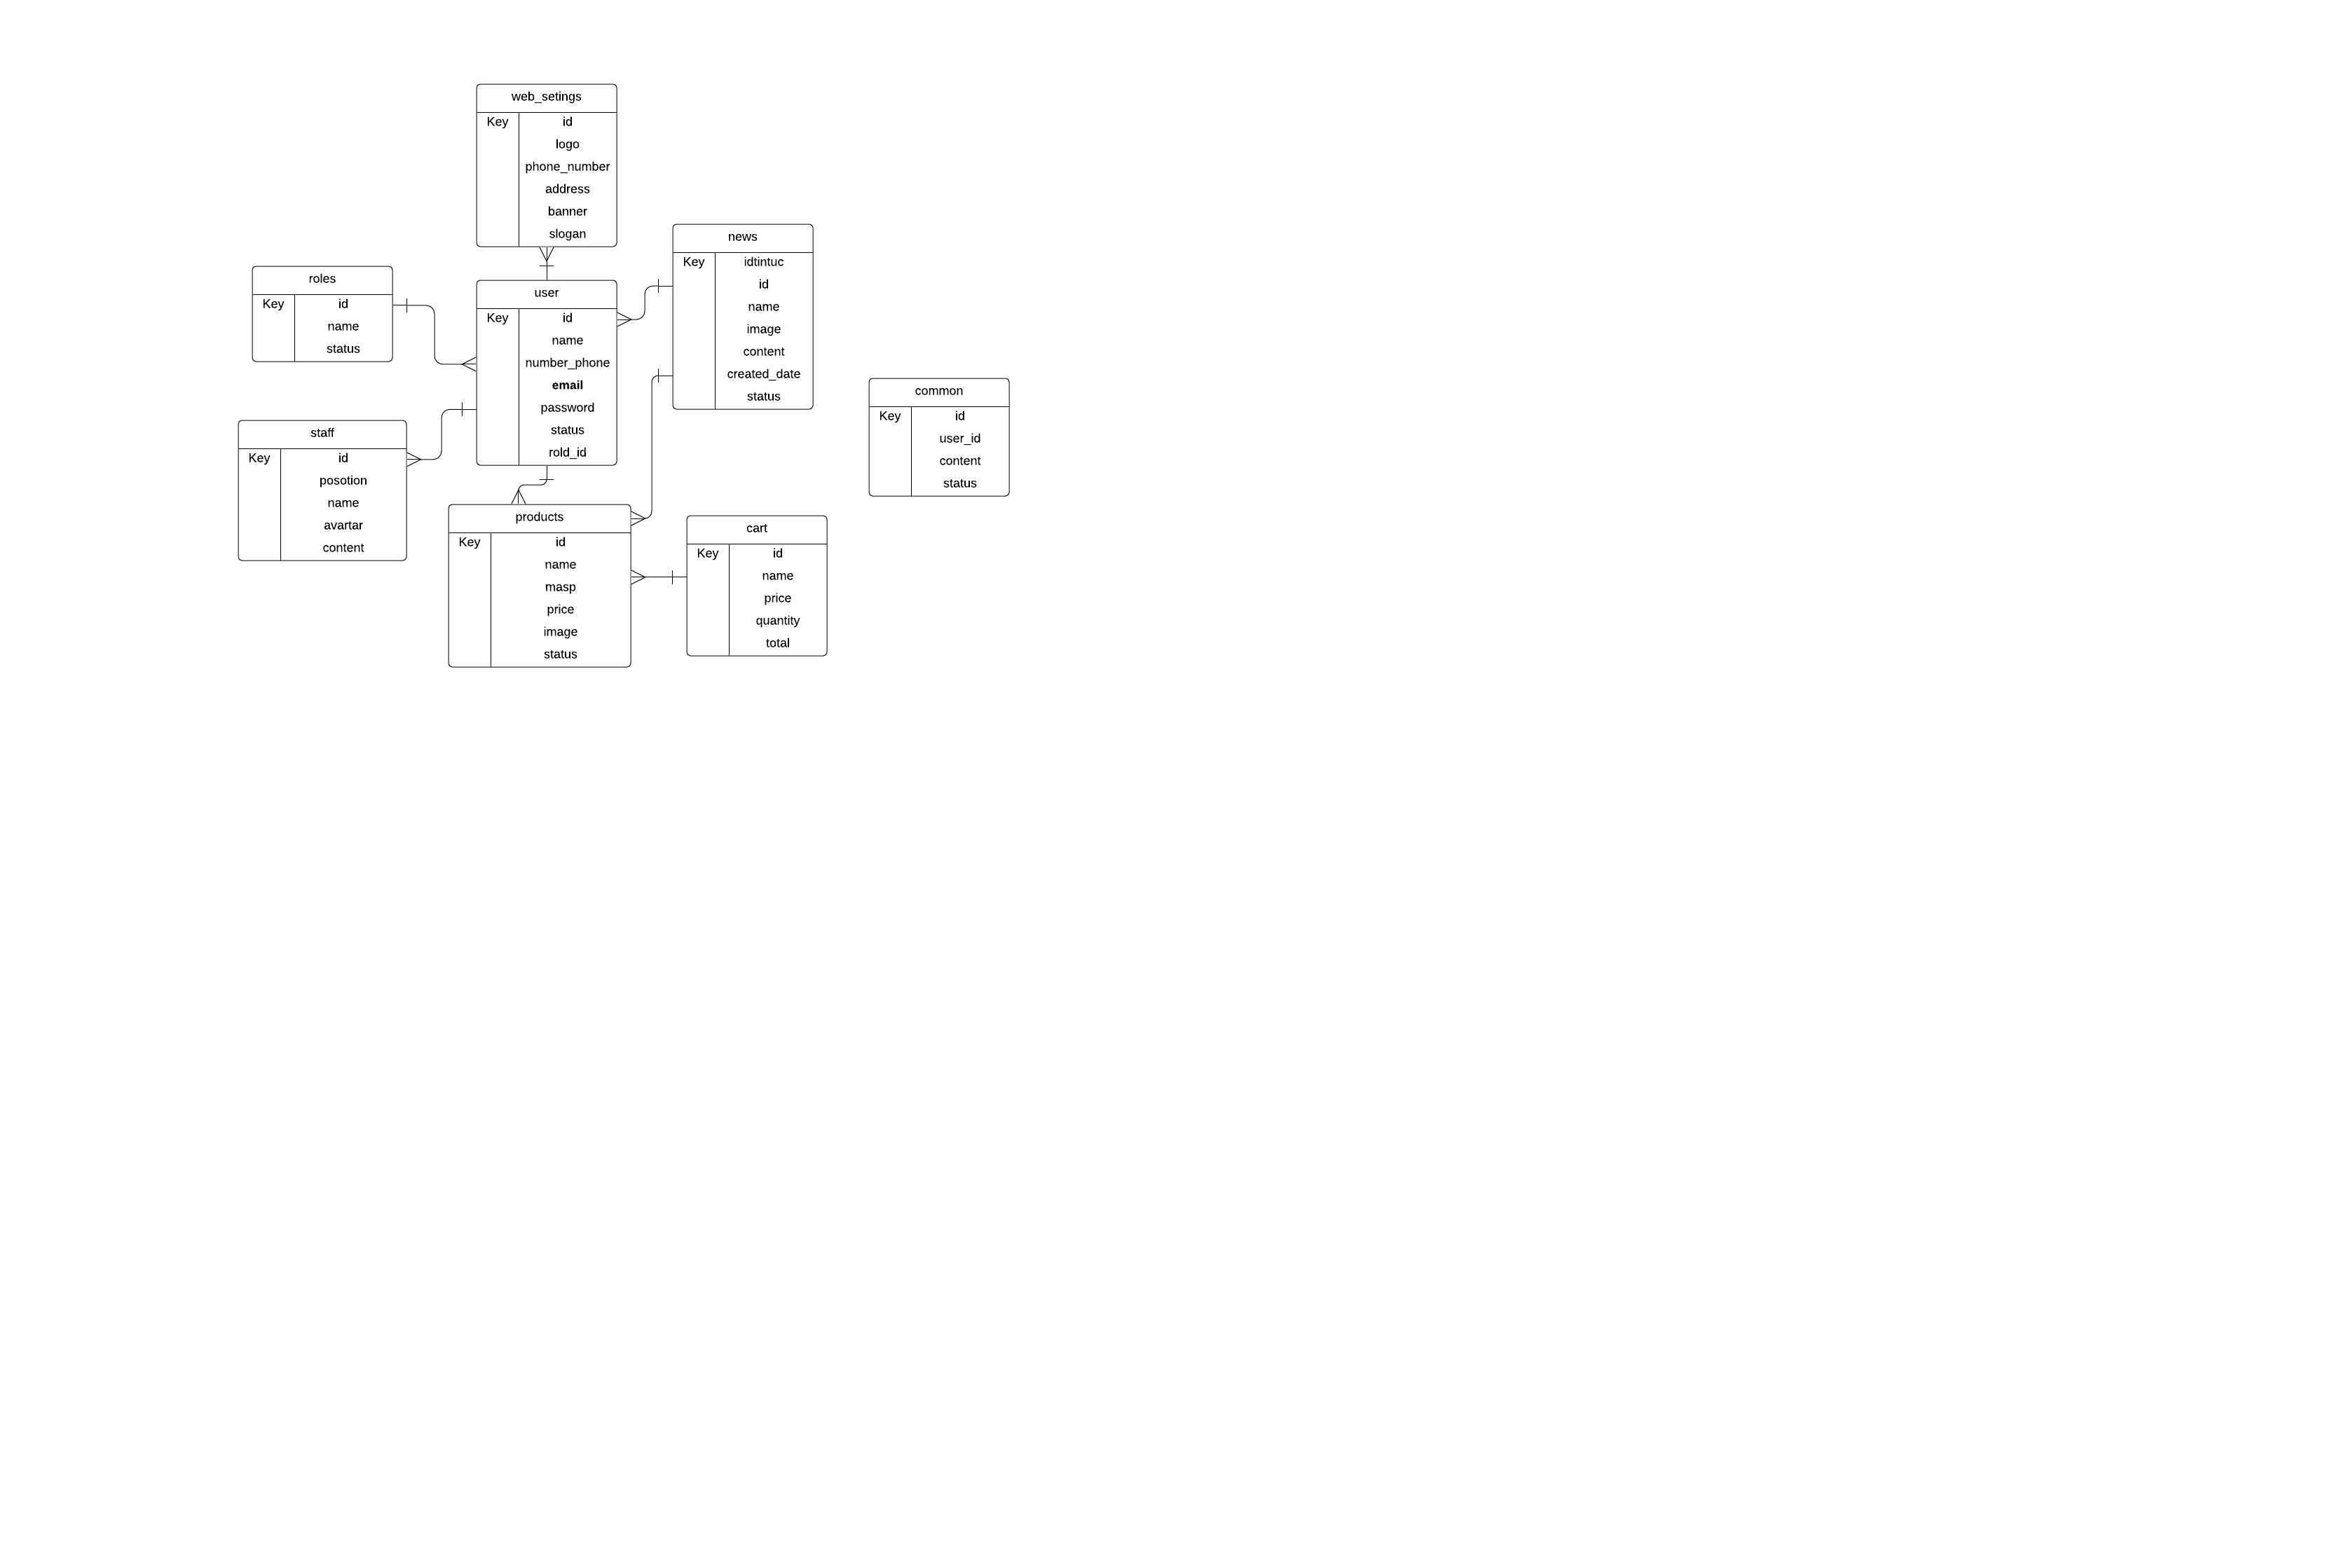 web_setings
Key id
logo
phone_number
address
banner
slogan
news
Key idtintuc
id
name
image
content
created_date
status
roles
Key id
name
status
user
Key id
name
number_phone
email
password
status
rold_id
common
Key id
user_id
content
status
staff
Key id
posotion
name
avartar
content
products
Key id
name
masp
price
image
status
cart
Key id
name
price
quantity
total